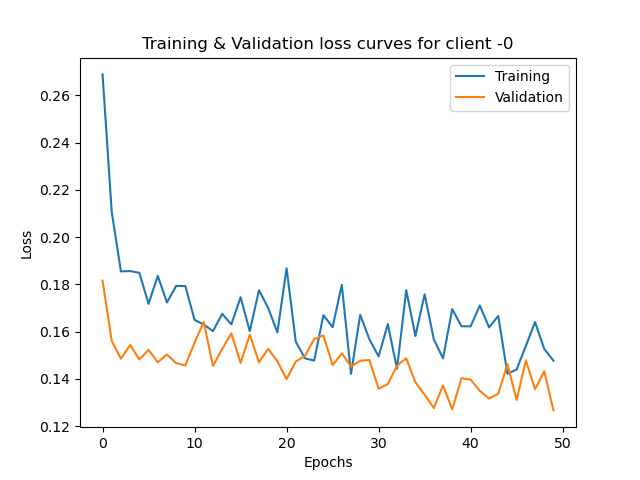 Training & Validation loss curves for client -0
Training
Validation
Loss
0.26
0.24
0.22
0.20
0.18
0.16
0.14
0.12
0
10
20
30
40
50
Epochs